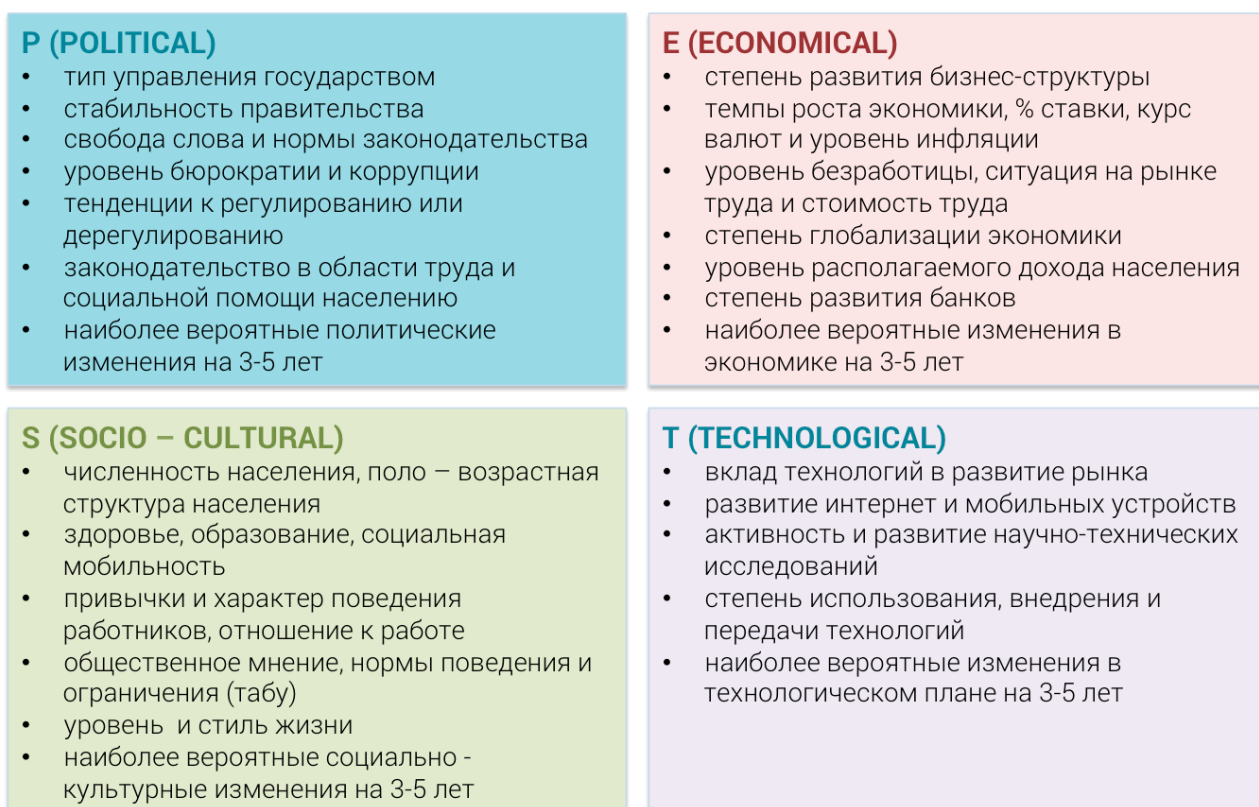 P (POLITICAL)
• тип управления государством
• стабильность правительства
• свобода слова и нормы законодательства
• уровень бюрократии и коррупции
• тенденции к регулированию или
дерегулированию
• законодательство в области труда и
социальной помощи населению
• наиболее вероятные политические
изменения на 3-5 лет
E (ECONOMICAL)
• степень развития бизнес-структуры
• темпы роста экономики, % ставки, курс
валют и уровень инфляции
• уровень безработицы, ситуация на рынке
труда и стоимость труда
• степень глобализации экономики
• уровень располагаемого дохода населения
• степень развития банков
• наиболее вероятные изменения в
экономике на 3-5 лет
S (SOCIO – CULTURAL)
• численность населения, поло – возрастная
структура населения
• здоровье, образование, социальная
мобильность
• привычки и характер поведения
работников, отношение к работе
• общественное мнение, нормы поведения и
ограничения (табу)
• уровень  и стиль жизни
• наиболее вероятные социально -
культурные изменения на 3-5 лет
T (TECHNOLOGICAL)
• вклад технологий в развитие рынка
• развитие интернет и мобильных устройств
• активность и развитие научно-технических
исследований
• степень использования, внедрения и
передачи технологий
• наиболее вероятные изменения в
технологическом плане на 3-5 лет